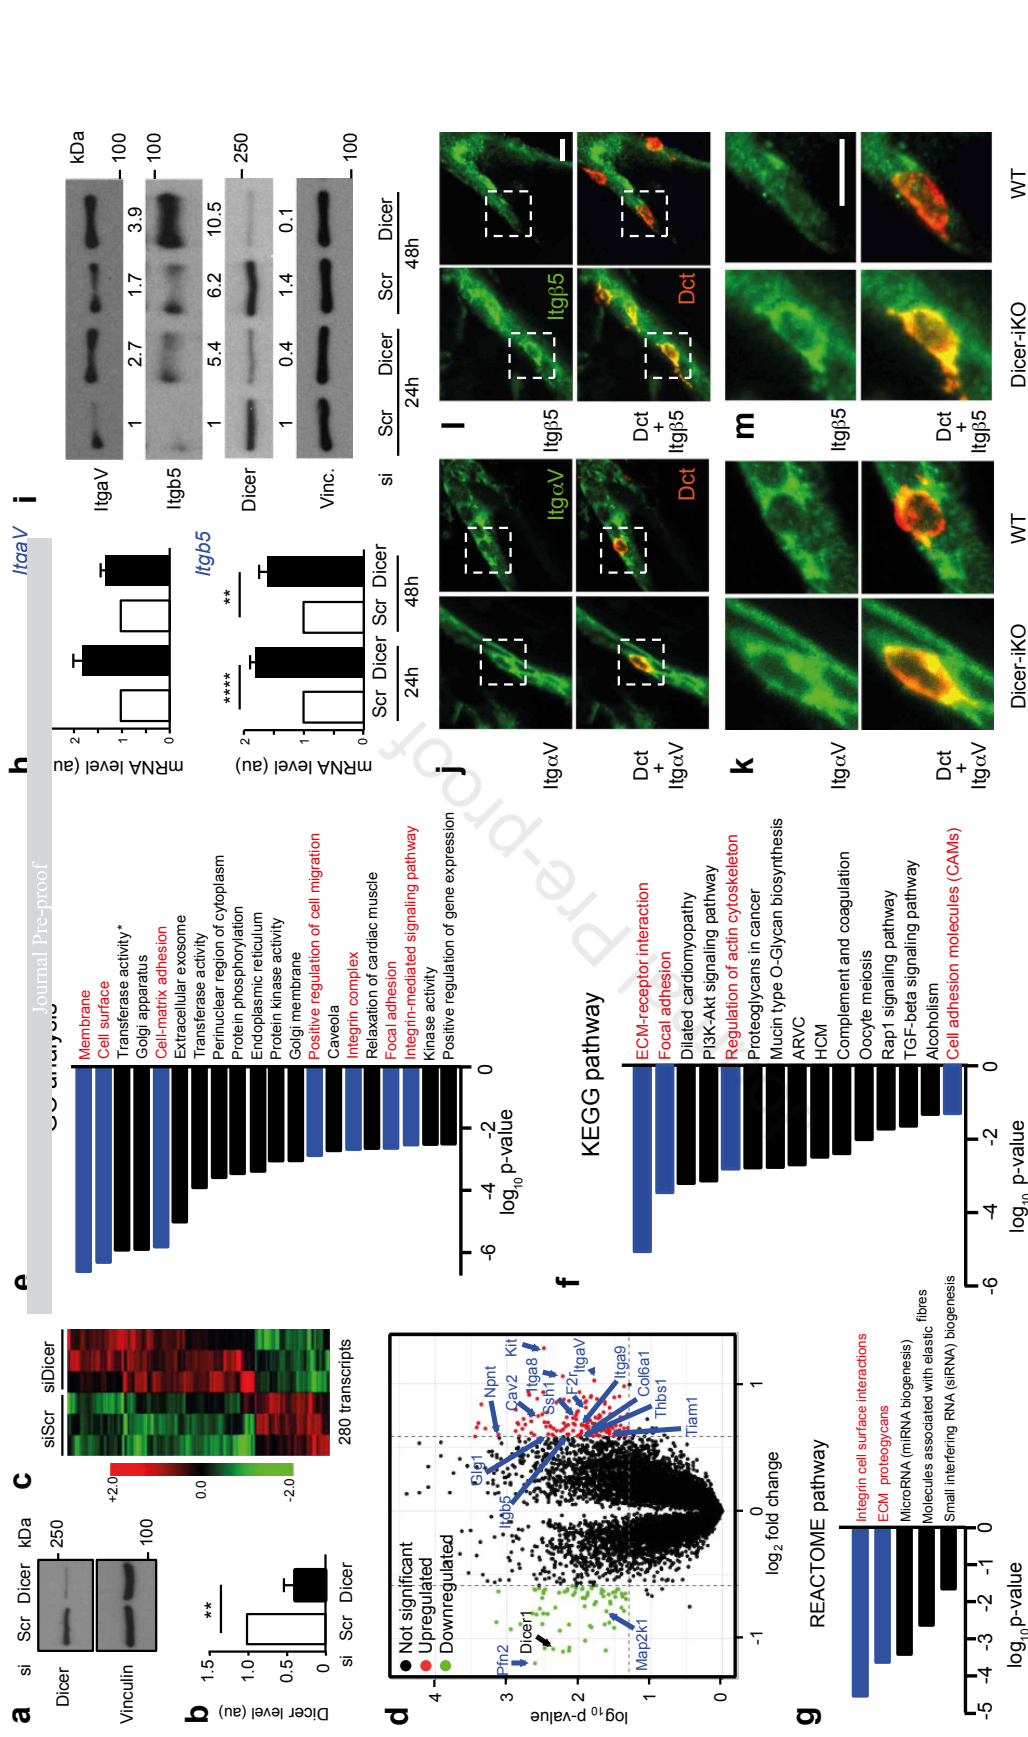 Journal Pre-proof
a
si
Scr
Dicer
kDa
Dicer
250
Vinculin
100
b
Dicer level (au)
1.5
1.0
0.5
0
**
si
Scr
Dicer
c
siScr
siDicer
+2.0
0.0
-2.0
280 transcripts
d
log10 p-value
4
3
2
1
0
Not significant
Upregulated
Downregulated
Pfn2
Dicer1
Map2k1
Glg1
Itgb5
Npnt
Cav2
Kit
Itga8
Ssh1
F2r
ItgaV
Itga9
Col6a1
Thbs1
Tiam1
-1
0
1
log2 fold change
e
Membrane
Cell surface
Transferase activity*
Golgi apparatus
Cell-matrix adhesion
Extracellular exosome
Transferase activity
Perinuclear region of cytoplasm
Protein phosphorylation
Endoplasmic reticulum
Protein kinase activity
Golgi membrane
Positive regulation of cell migration
Caveola
Integrin complex
Relaxation of cardiac muscle
Focal adhesion
Integrin-mediated signaling pathway
Kinase activity
Positive regulation of gene expression
-6
-4
-2
0
log10 p-value
f
KEGG pathway
ECM-receptor interaction
Focal adhesion
Dilated cardiomyopathy
PI3K-Akt signaling pathway
Regulation of actin cytoskeleton
Proteoglycans in cancer
Mucin type O-Glycan biosynthesis
ARVC
HCM
Complement and coagulation
Oocyte meiosis
Rap1 signaling pathway
TGF-beta signaling pathway
Alcoholism
Cell adhesion molecules (CAMs)
-6
-4
-2
0
log10 p-value
g
REACTOME pathway
Integrin cell surface interactions
ECM proteogycans
MicroRNA (miRNA biogenesis)
Molecules associated with elastic fibres
Small interfering RNA (siRNA) biogenesis
-5
-4
-3
-2
-1
0
log10 p-value
h
ItgaV
mRNA level (au)
2
1
0
Itgb5
mRNA level (au)
2
1
0
****
**
Scr Dicer Scr Dicer
24h
48h
i
kDa
ItgaV
100
1 2.7 1.7 3.9
Itgb5
100
1 5.4 6.2 10.5
Dicer
250
1 0.4 1.4 0.1
Vinc.
100
si
Scr Dicer Scr Dicer
24h
48h
j
ItgαV
ItgαV
Dct
+
ItgαV
Dct
k
ItgαV
Dct
+
ItgαV
Dicer-iKO
WT
l
Itgβ5
Itgβ5
Dct
+
Itgβ5
Dct
m
Itgβ5
Dct
+
Itgβ5
Dicer-iKO
WT